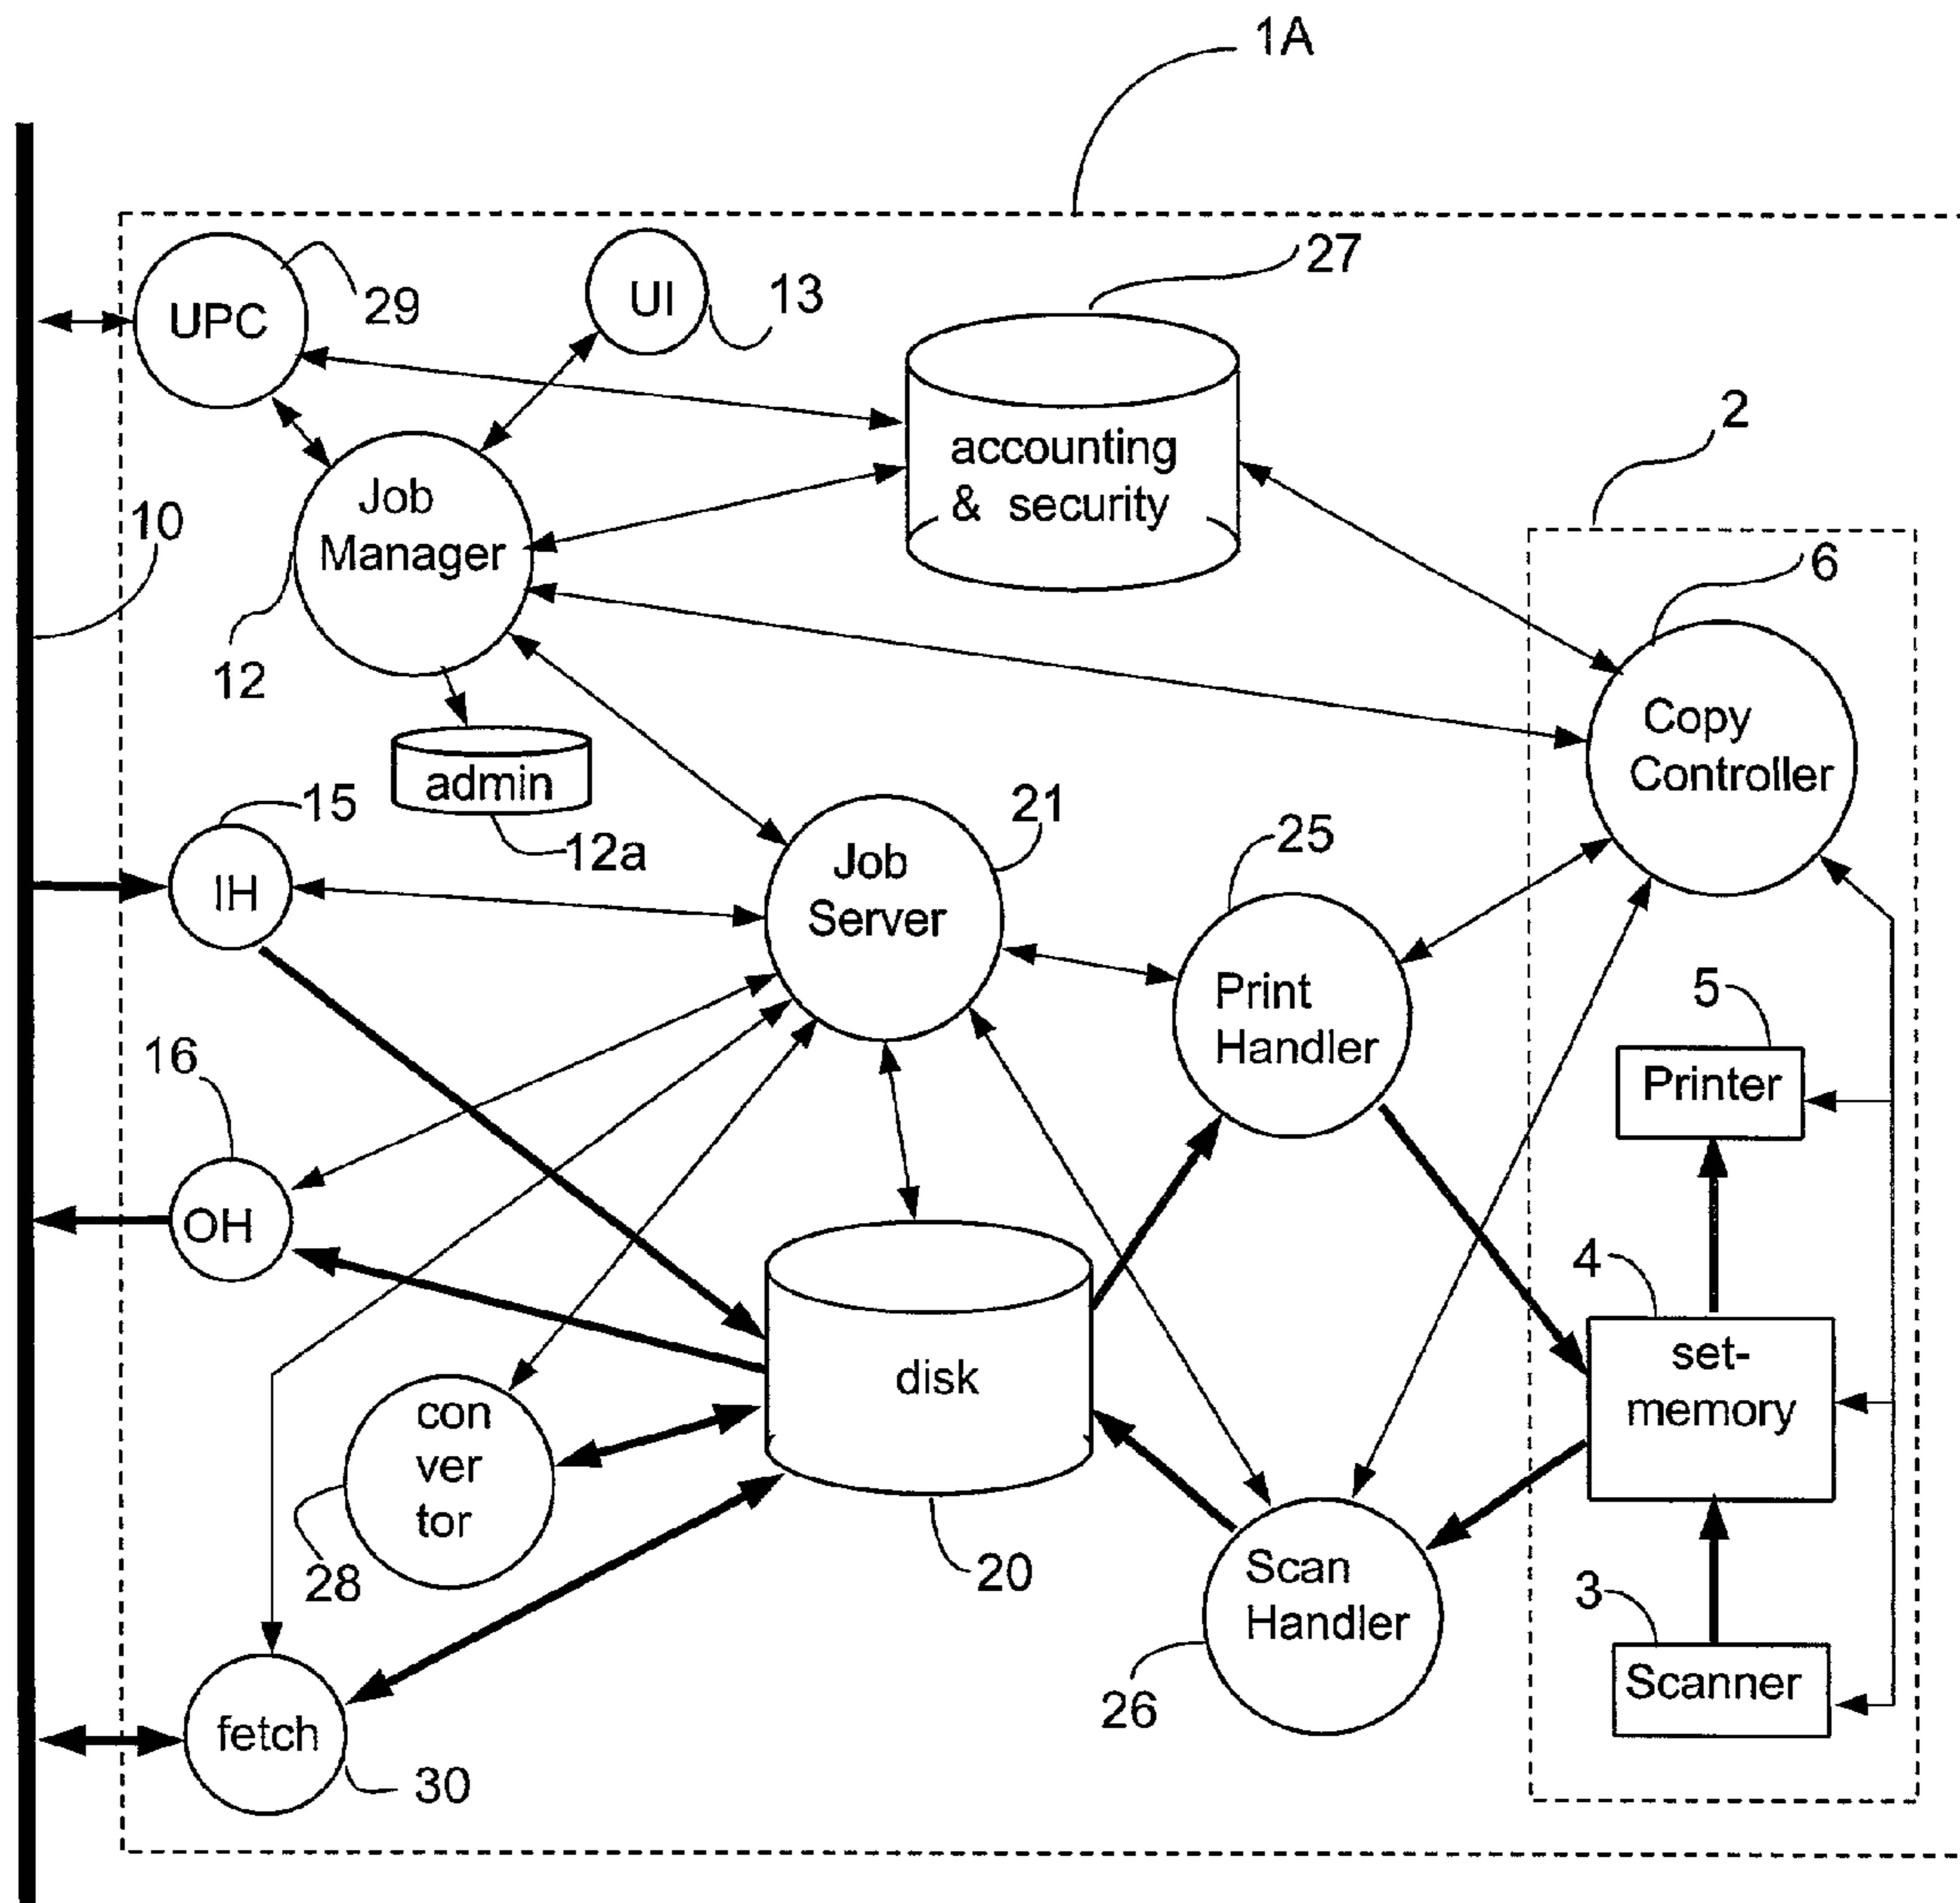 1A
27
UPC
29
UI
13
accounting
& security
2
Job
Manager
10
6
12
Copy
Controller
admin
12a
15
21
25
IH
Job
Server
Print
Handler
5
Printer
16
OH
4
set-
memory
disk
con
ver
tor
28
20
Scan
Handler
3
Scanner
26
fetch
30